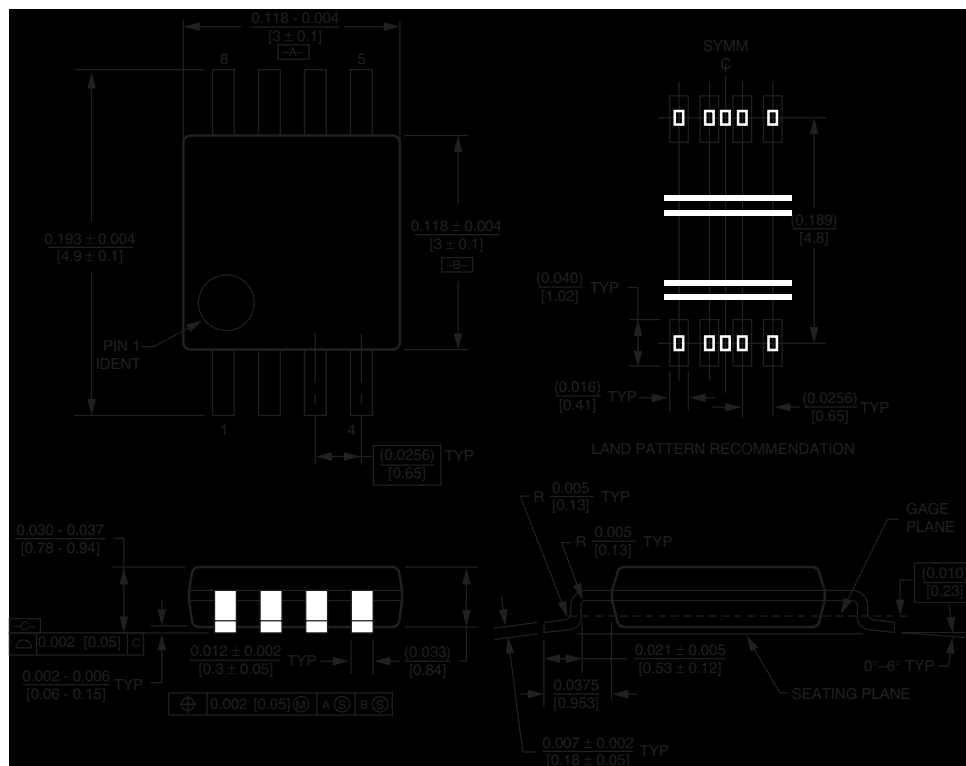 0.118 - 0.004
[3 ± 0.1]
–A–
8
5
0.193 ± 0.004
[4.9 ± 0.1]
0.118 ± 0.004
[3 ± 0.1]
–B–
PIN 1
IDENT
1
4
(0.0256) TYP
[0.65]
SYMM
C
(0.189)
[4.8]
(0.040) TYP
[1.02]
(0.016) TYP
[0.41]
(0.0256) TYP
[0.65]
LAND PATTERN RECOMMENDATION
0.030 - 0.037
[0.78 - 0.94]
–C–
0.002 [0.05] C
0.002 - 0.006 TYP
[0.06 - 0.15]
0.012 ± 0.002 TYP
[0.3 ± 0.05]
(0.033)
[0.84]
0.002 [0.05] Ⓜ A Ⓢ B Ⓢ
R 0.005 TYP
[0.13]
R 0.005 TYP
[0.13]
GAGE
PLANE
(0.010)
[0.23]
0.021 ± 0.005
[0.53 ± 0.12]
0°–6° TYP
0.0375
[0.953]
SEATING PLANE
0.007 ± 0.002 TYP
[0.18 ± 0.05]